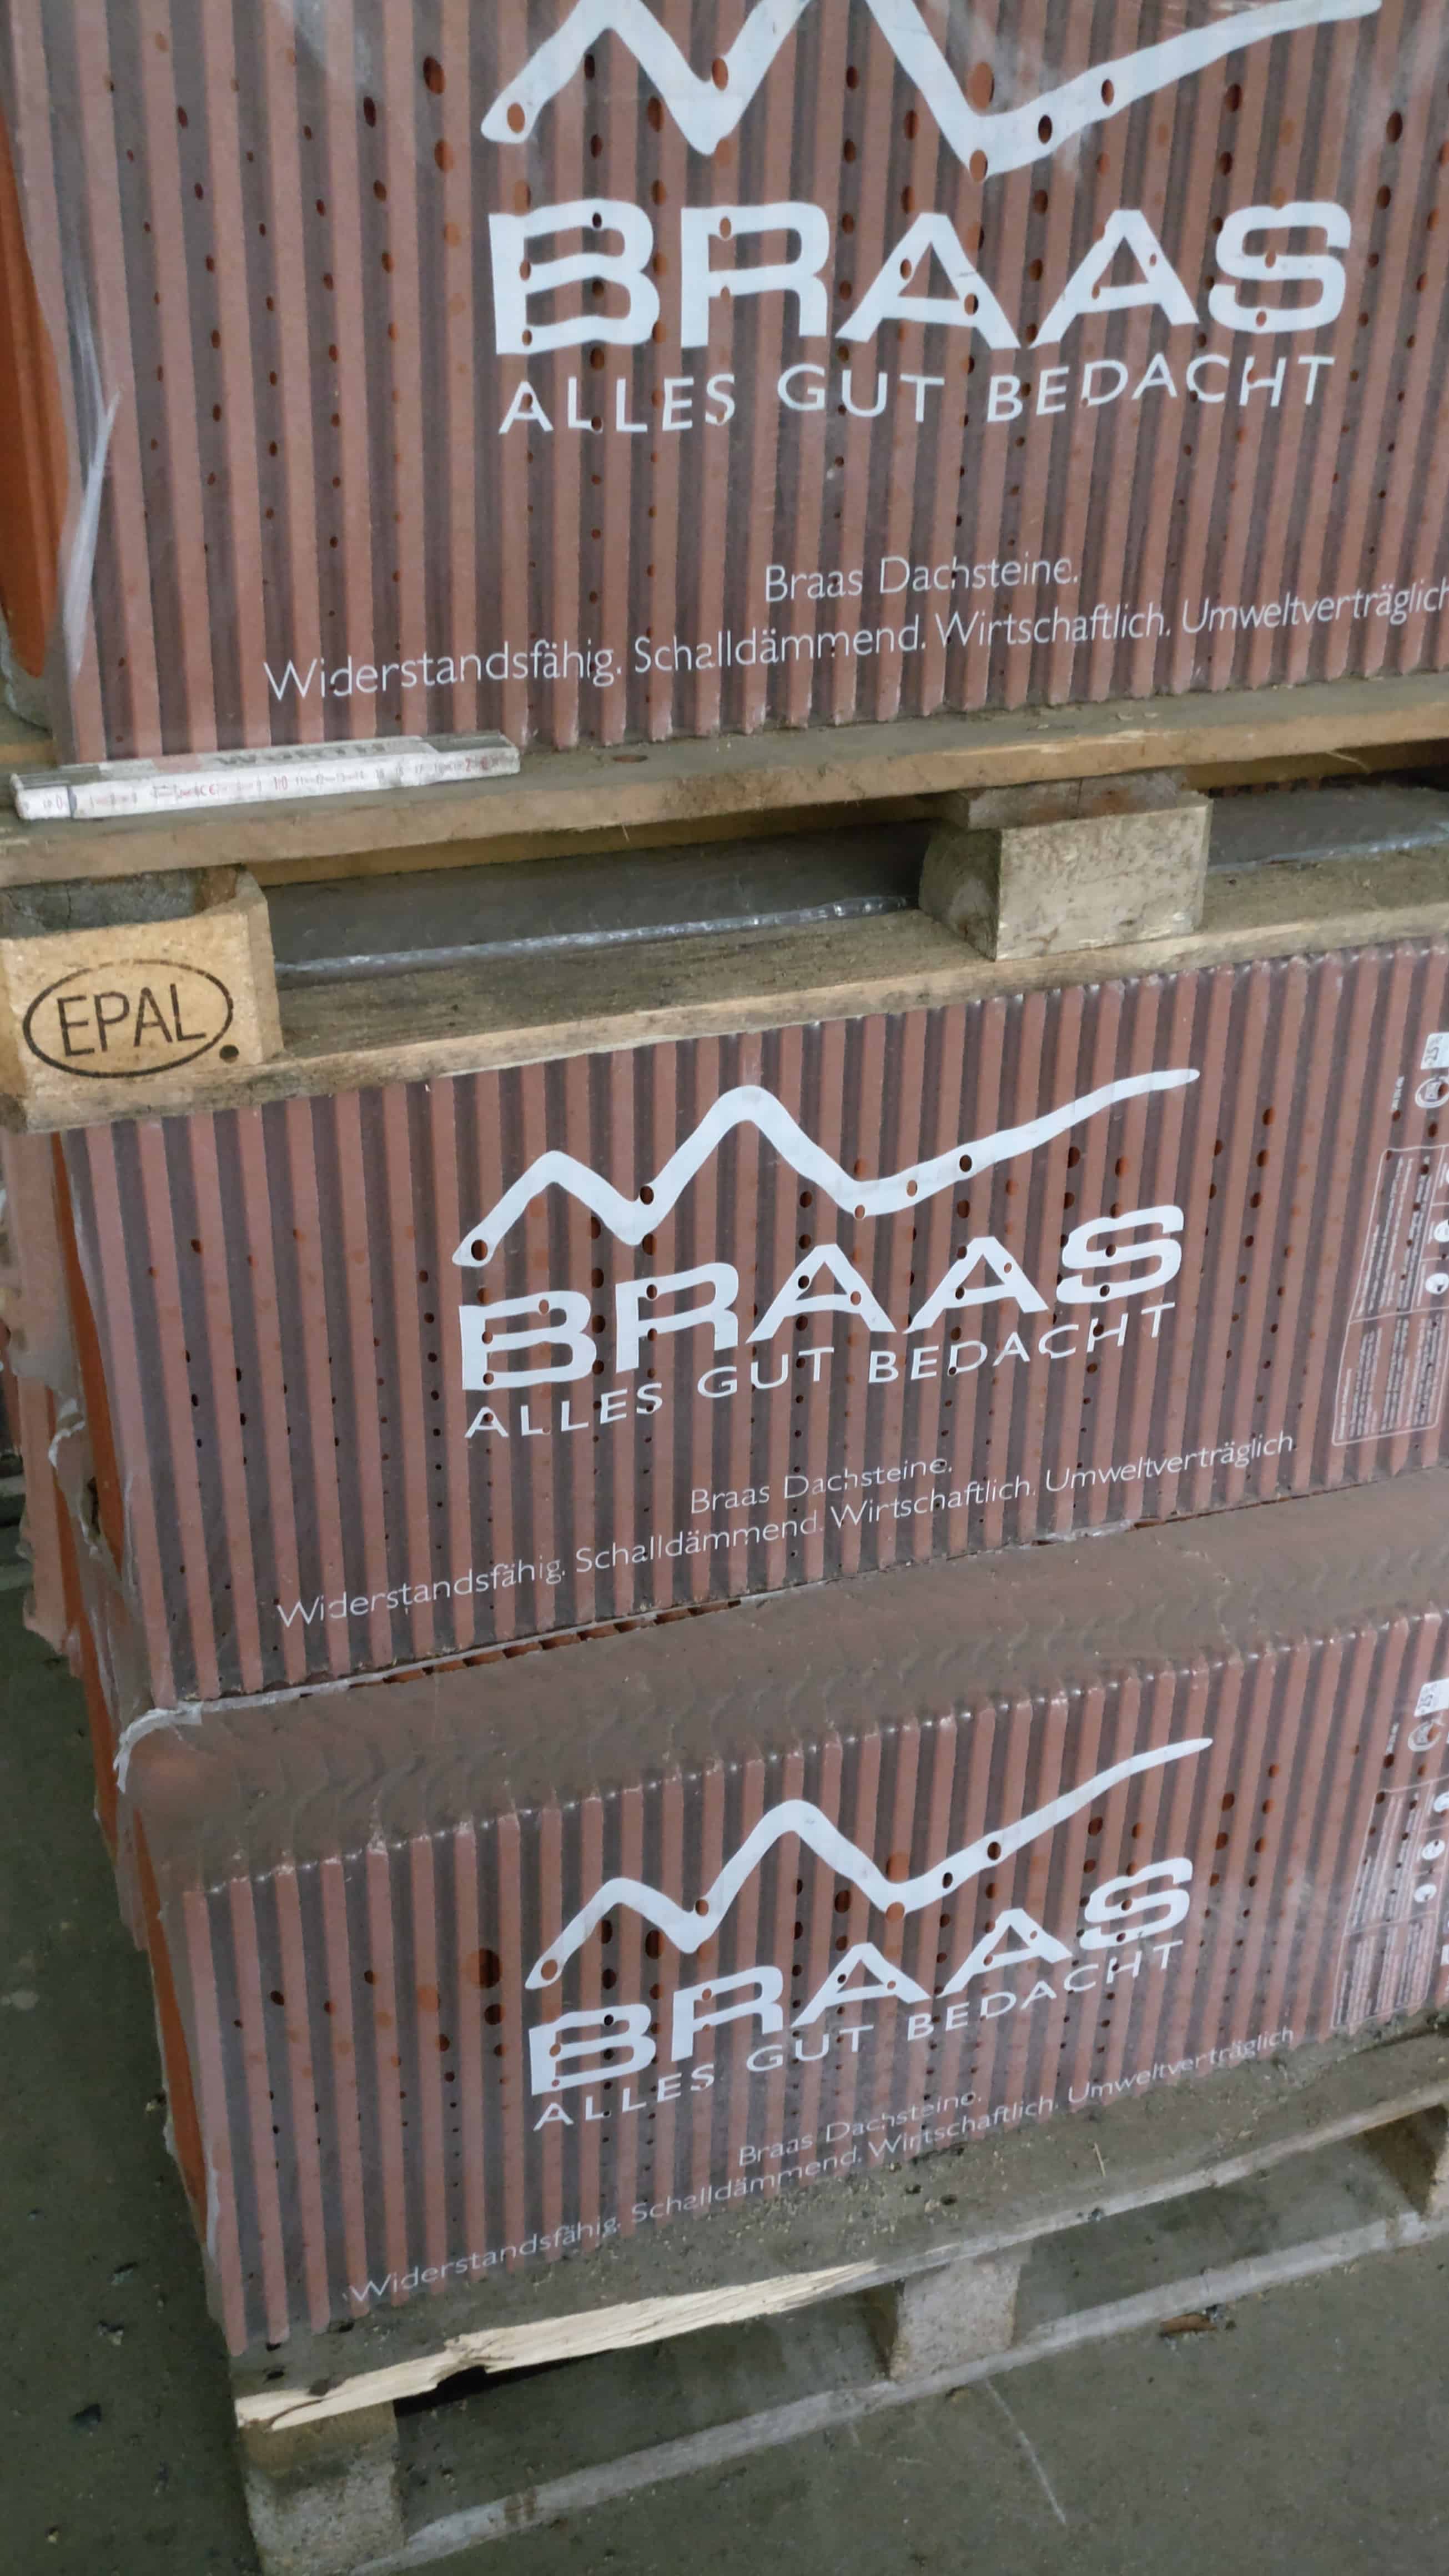 BRAAS
ALLES GUT BEDACHT
Braas Dachsteine.
Widerstandsfähig. Schalldämmend. Wirtschaftlich. Umweltverträglich
WÜRTH
EPAL
BRAAS
ALLES GUT BEDACHT
Braas Dachsteine.
Widerstandsfähig. Schalldämmend. Wirtschaftlich. Umweltverträglich
BRAAS
ALLES GUT BEDACHT
Braas Dachsteine.
Widerstandsfähig. Schalldämmend. Wirtschaftlich. Umweltverträglich